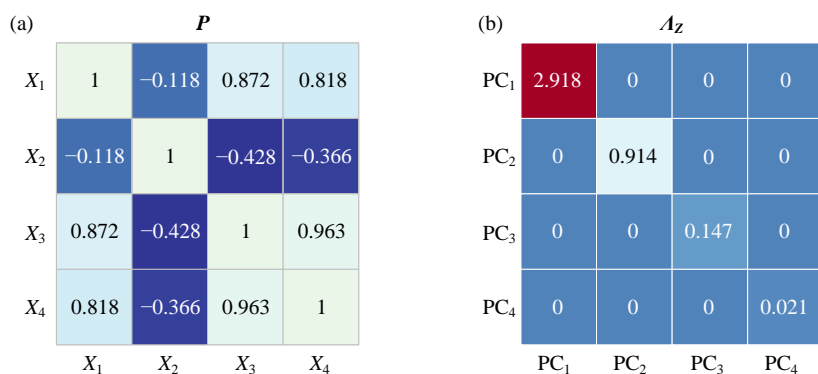 (a) P
X1 1 −0.118 0.872 0.818
X2 −0.118 1 −0.428 −0.366
X3 0.872 −0.428 1 0.963
X4 0.818 −0.366 0.963 1
X1 X2 X3 X4
(b) ΛZ
PC1 2.918 0 0 0
PC2 0 0.914 0 0
PC3 0 0 0.147 0
PC4 0 0 0 0.021
PC1 PC2 PC3 PC4